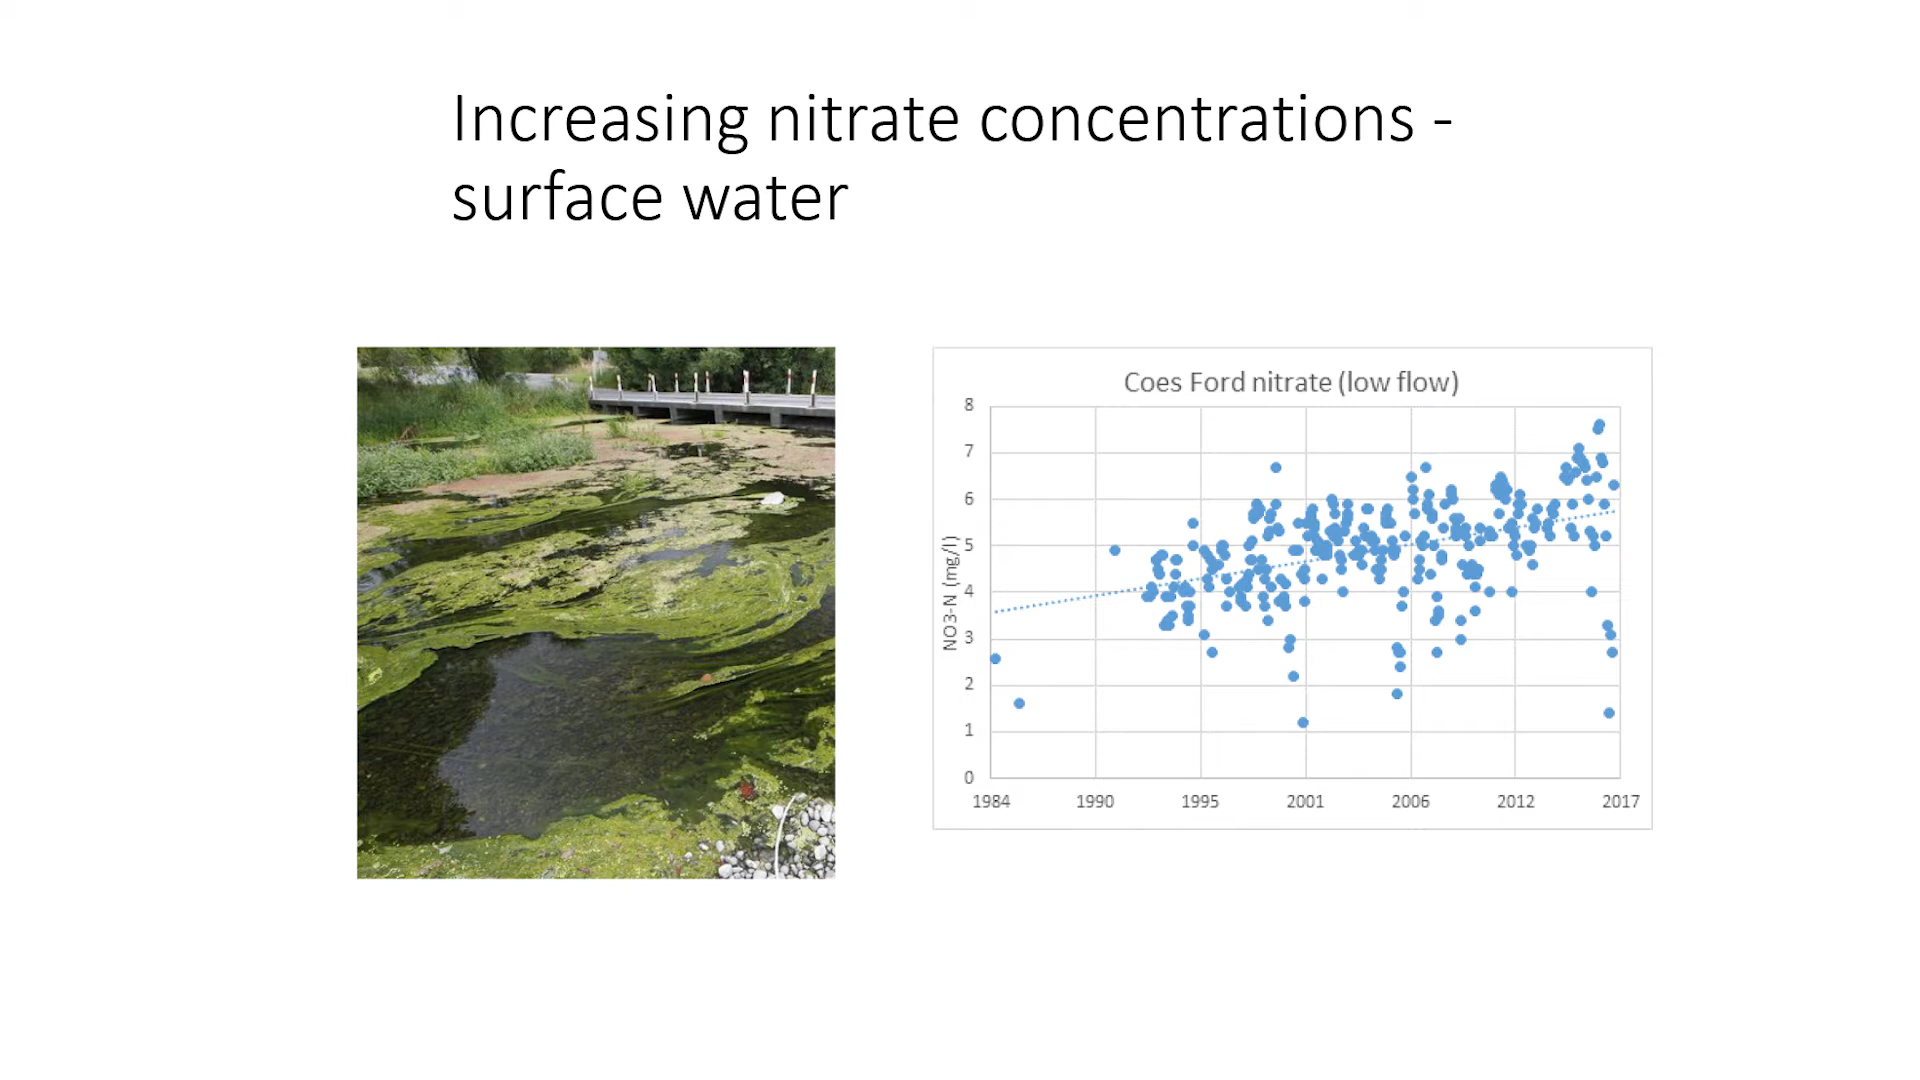 Increasing nitrate concentrations -
surface water
Coes Ford nitrate (low flow)
8
7
6
5
4
3
2
1
0
NO3-N (mg/l)
1984 1990 1995 2001 2006 2012 2017